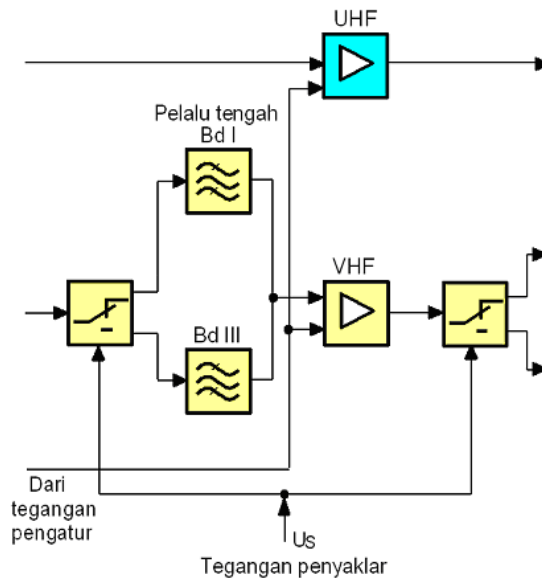 UHF
Pelalu tengah
Bd I
VHF
Bd III
Dari
tegangan
pengatur
Us
Tegangan penyaklar